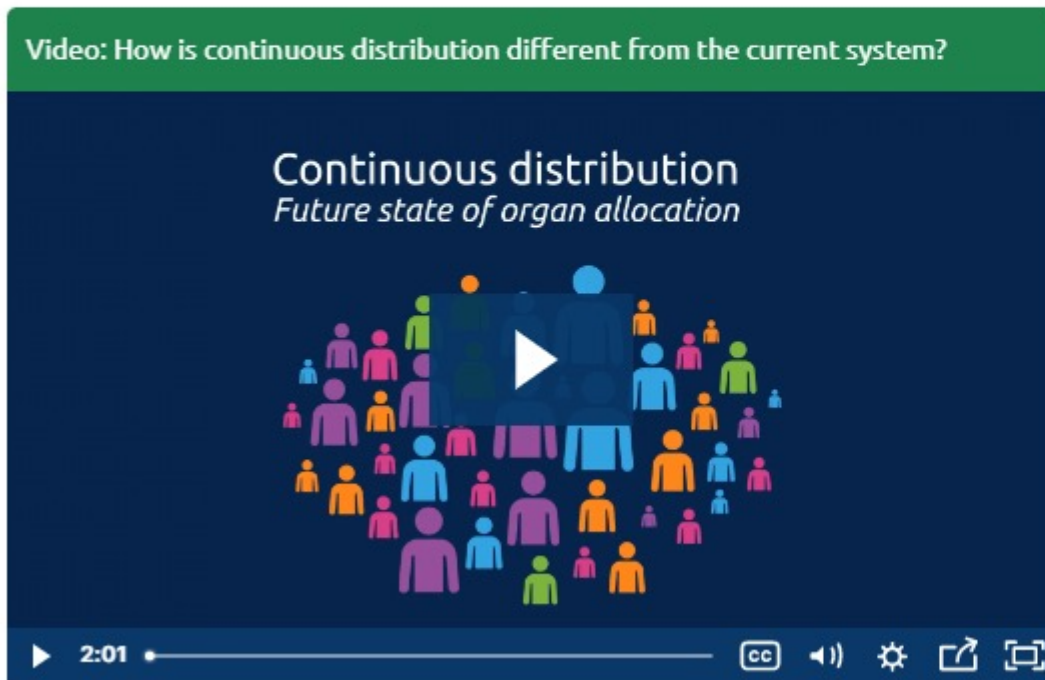 Video: How is continuous distribution different from the current system?
Continuous distribution
Future state of organ allocation
2:01
CC